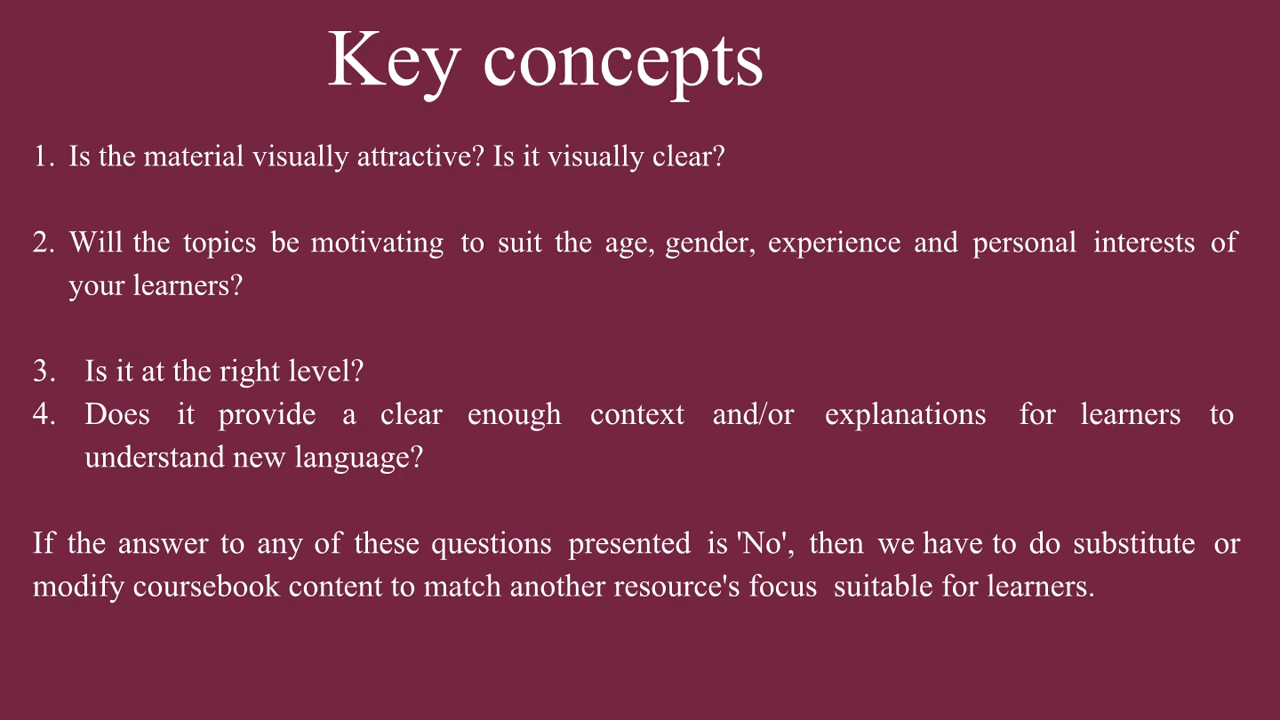 Key concepts
1. Is the material visually attractive? Is it visually clear?
2. Will the topics be motivating to suit the age, gender, experience and personal interests of
your learners?
3. Is it at the right level?
4. Does it provide a clear enough context and/or explanations for learners to
understand new language?
If the answer to any of these questions presented is 'No', then we have to do substitute or
modify coursebook content to match another resource's focus suitable for learners.